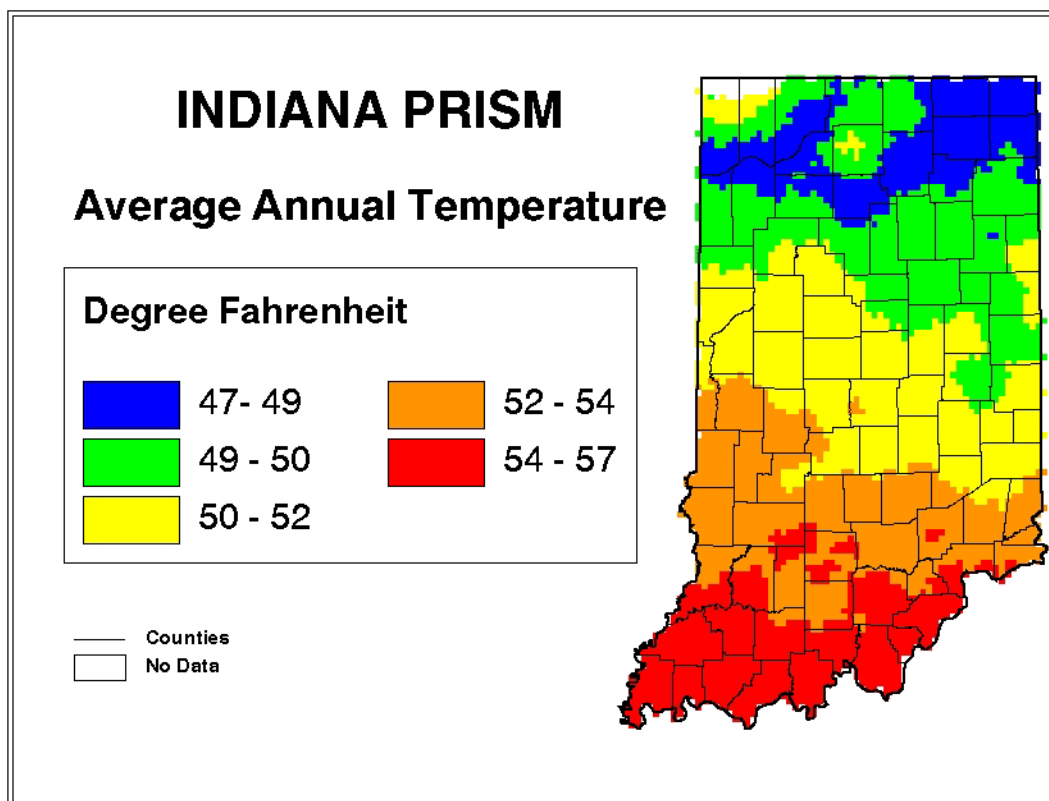 INDIANA PRISM
Average Annual Temperature
Degree Fahrenheit
47- 49
49 - 50
50 - 52
52 - 54
54 - 57
Counties
No Data